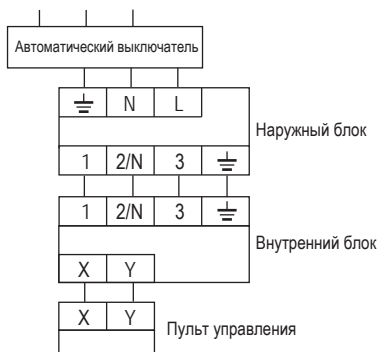 Автоматический выключатель
N L
Наружный блок
1 2/N 3
1 2/N 3
Внутренний блок
X Y
X Y
Пульт управления